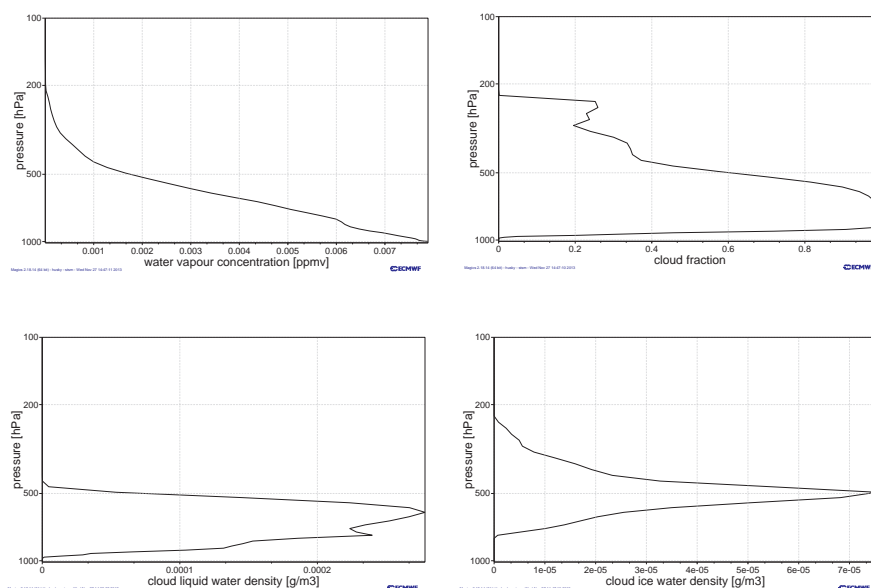 100
200
500
1000
pressure [hPa]
0.001 0.002 0.003 0.004 0.005 0.006 0.007
water vapour concentration [ppmv]
ECMWF
100
200
500
1000
pressure [hPa]
0 0.2 0.4 0.6 0.8
cloud fraction
ECMWF
100
200
500
1000
pressure [hPa]
0 0.0001 0.0002
cloud liquid water density [g/m3]
ECMWF
100
200
500
1000
pressure [hPa]
0 1e-05 2e-05 3e-05 4e-05 5e-05 6e-05 7e-05
cloud ice water density [g/m3]
ECMWF